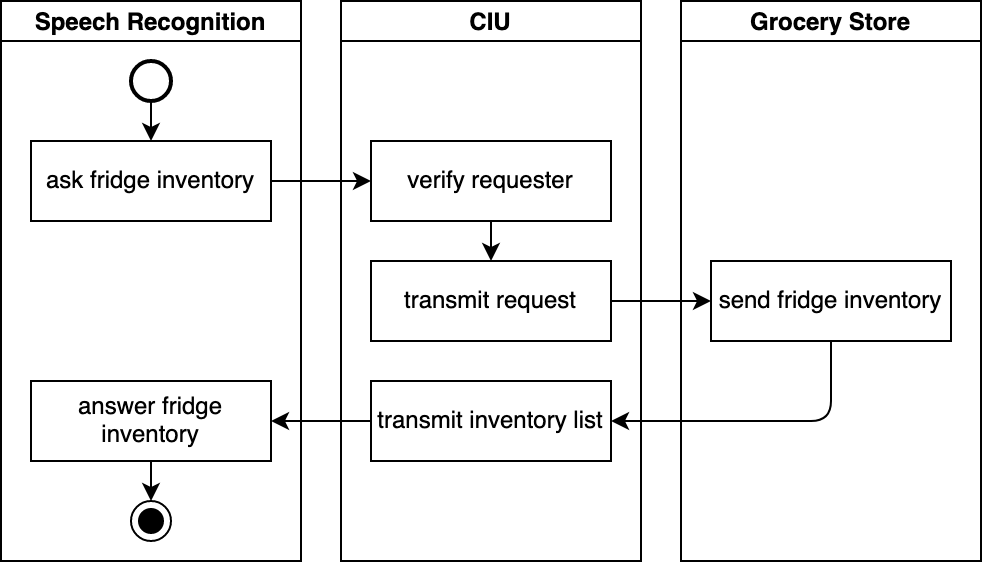 Speech Recognition
CIU
Grocery Store
ask fridge inventory
verify requester
transmit request
send fridge inventory
answer fridge
inventory
transmit inventory list